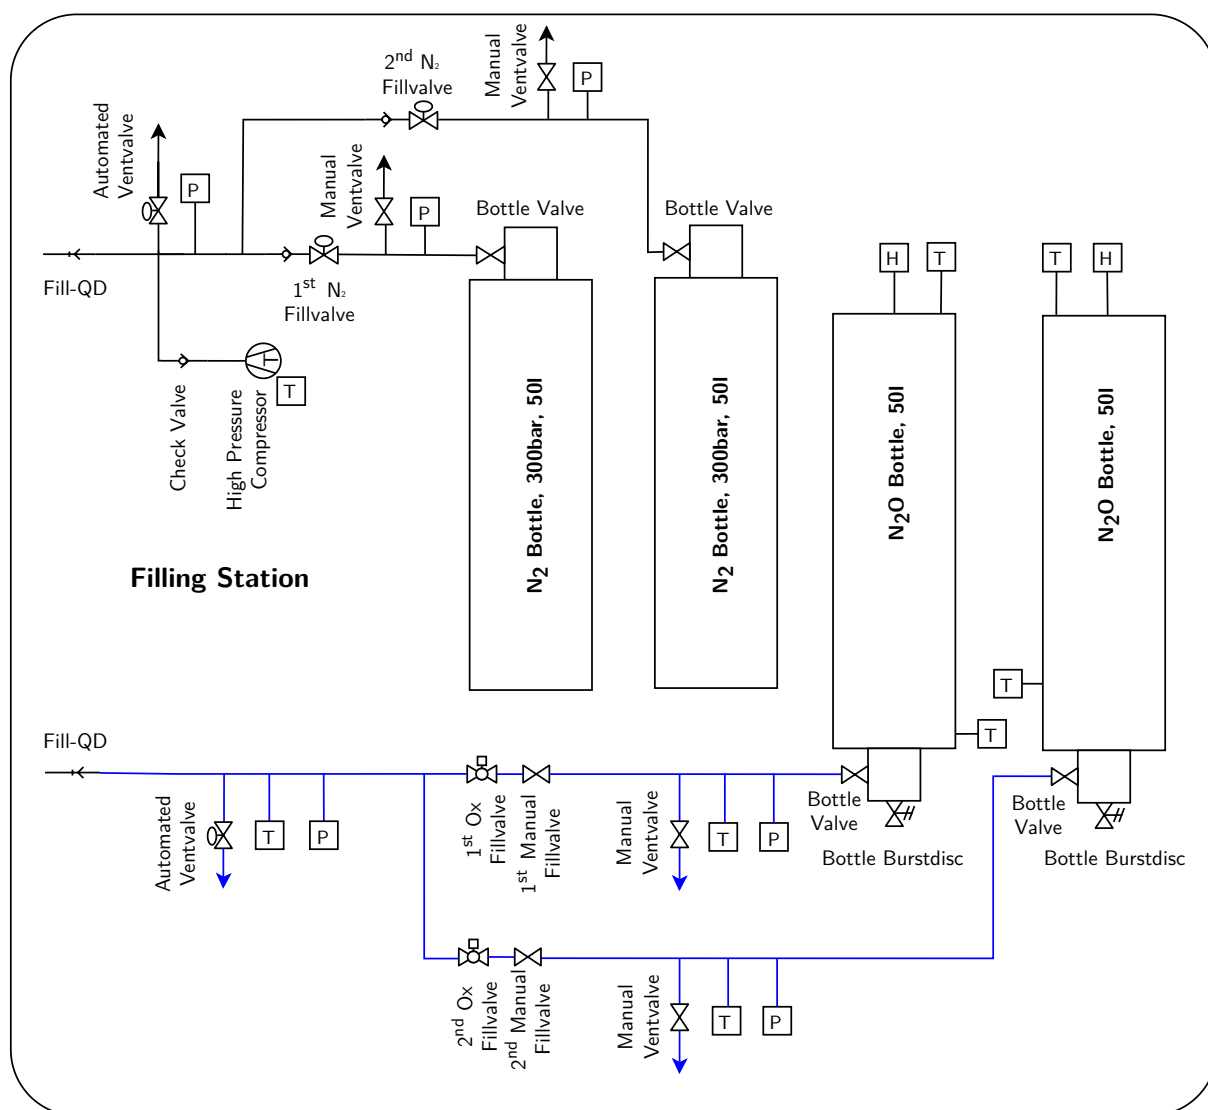 2nd N₂
Fillvalve
Manual
Ventvalve
P
Automated
Ventvalve
P
Manual
Ventvalve
P
Bottle Valve
Bottle Valve
Fill-QD
1st N₂
Fillvalve
H
T
T
H
Check Valve
High Pressure
Compressor
T
N₂ Bottle, 300bar, 50l
N₂ Bottle, 300bar, 50l
N₂O Bottle, 50l
N₂O Bottle, 50l
Filling Station
T
T
Fill-QD
Automated
Ventvalve
T
P
1st Ox
Fillvalve
1st Manual
Fillvalve
Manual
Ventvalve
T
P
Bottle
Valve
Bottle Burstdisc
Bottle
Valve
Bottle Burstdisc
2nd Ox
Fillvalve
2nd Manual
Fillvalve
Manual
Ventvalve
T
P